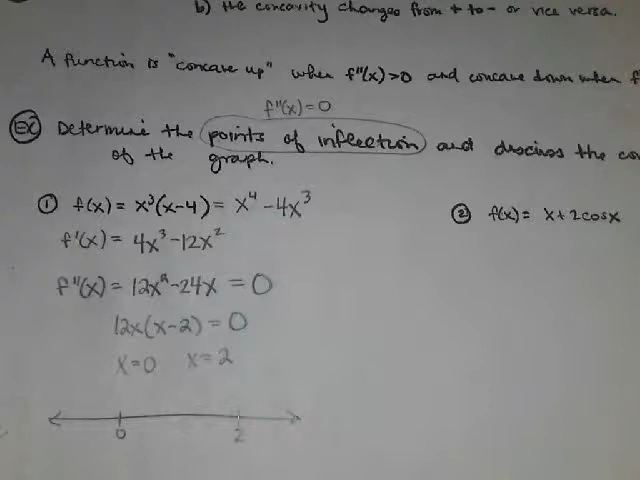 b) the concavity changes from + to - or vice versa.
A function is "concave up" when f"(x)>0 and concave down when f
f"(x)=0
Ex Determine the points of inflection and discuss the
of the graph.
① f(x) = x³(x-4) = x⁴ -4x³
② f(x) = x+2cosx
f'(x) = 4x³-12x²
f"(x) = 12x²-24x = 0
12x(x-2) = 0
x=0 x=2
0 2